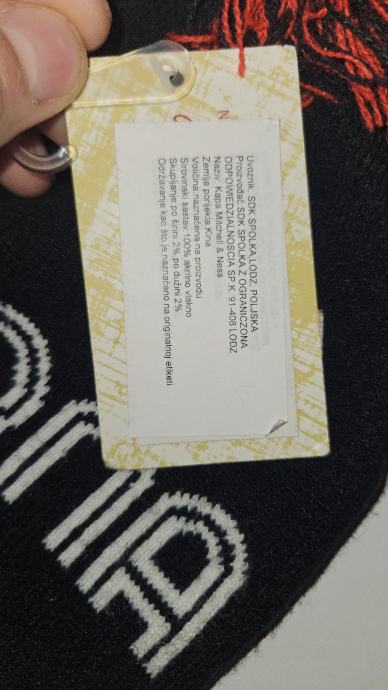 Uvoznik: SDK SPOLKA,LODZ, POLJSKA
Proizvođač: SDK SPOLKA Z OGRANICZONA
ODPOWIEDZIALNOSCIA SP K. 91-408 LODZ
Naziv: Kapa Mitchell & Ness
Zemlja porijekla:Kina
Voličina:naznačena na proizvodu
Sirovinski sastav:100% akrilno vlakno
Skupljanje:po širini 2%,po dužini 2%
Održavanje kao što je naznačeno na orginalnoj etiketi